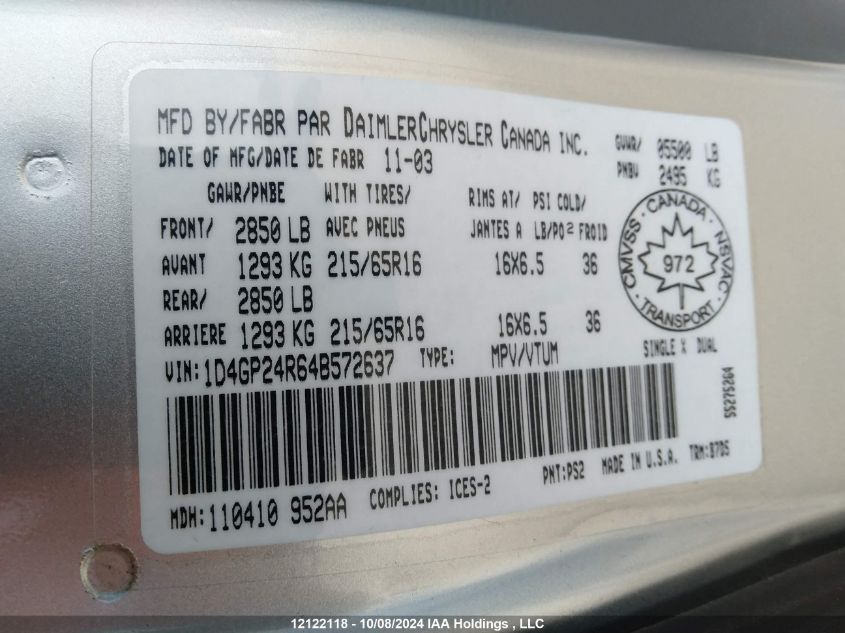 MFD BY/FABR PAR DAIMLERCHRYSLER CANADA INC.
GVWR/ 05500 LB
DATE OF MFG/DATE DE FABR 11-03
PNBV 2495 KG
GAWR/PNBE WITH TIRES/ RIMS AT/ PSI COLD/
FRONT/ 2850 LB AVEC PNEUS JANTES A LB/PO² FROID
AVANT 1293 KG 215/65R16 16X6.5 36
REAR/ 2850 LB
ARRIERE 1293 KG 215/65R16 16X6.5 36
CANADA
CMVSS NSVAC
972
TRANSPORT
SINGLE X DUAL
VIN: 1D4GP24R64B572637 TYPE: MPV/VTUM
55275264
MDH: 110410 952AA COMPLIES: ICES-2 PNT:PS2 MADE IN U.S.A. TRM:B7D5
12122118 - 10/08/2024 IAA Holdings , LLC